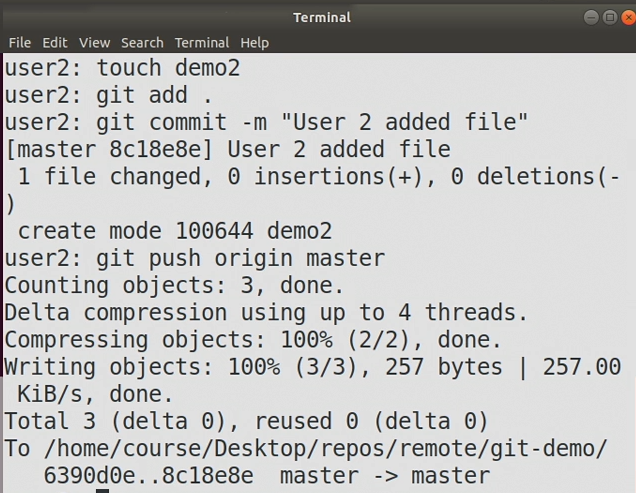 Terminal
File Edit View Search Terminal Help
user2: touch demo2
user2: git add .
user2: git commit -m "User 2 added file"
[master 8c18e8e] User 2 added file
 1 file changed, 0 insertions(+), 0 deletions(-
)
 create mode 100644 demo2
user2: git push origin master
Counting objects: 3, done.
Delta compression using up to 4 threads.
Compressing objects: 100% (2/2), done.
Writing objects: 100% (3/3), 257 bytes | 257.00
 KiB/s, done.
Total 3 (delta 0), reused 0 (delta 0)
To /home/course/Desktop/repos/remote/git-demo/
   6390d0e..8c18e8e  master -> master